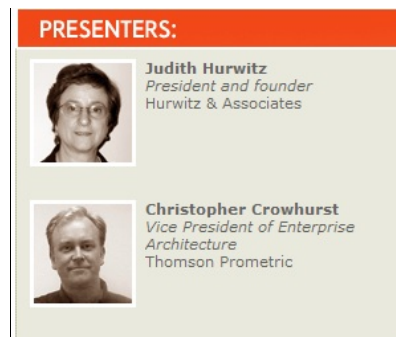 PRESENTERS:
Judith Hurwitz
President and founder
Hurwitz & Associates
Christopher Crowhurst
Vice President of Enterprise
Architecture
Thomson Prometric